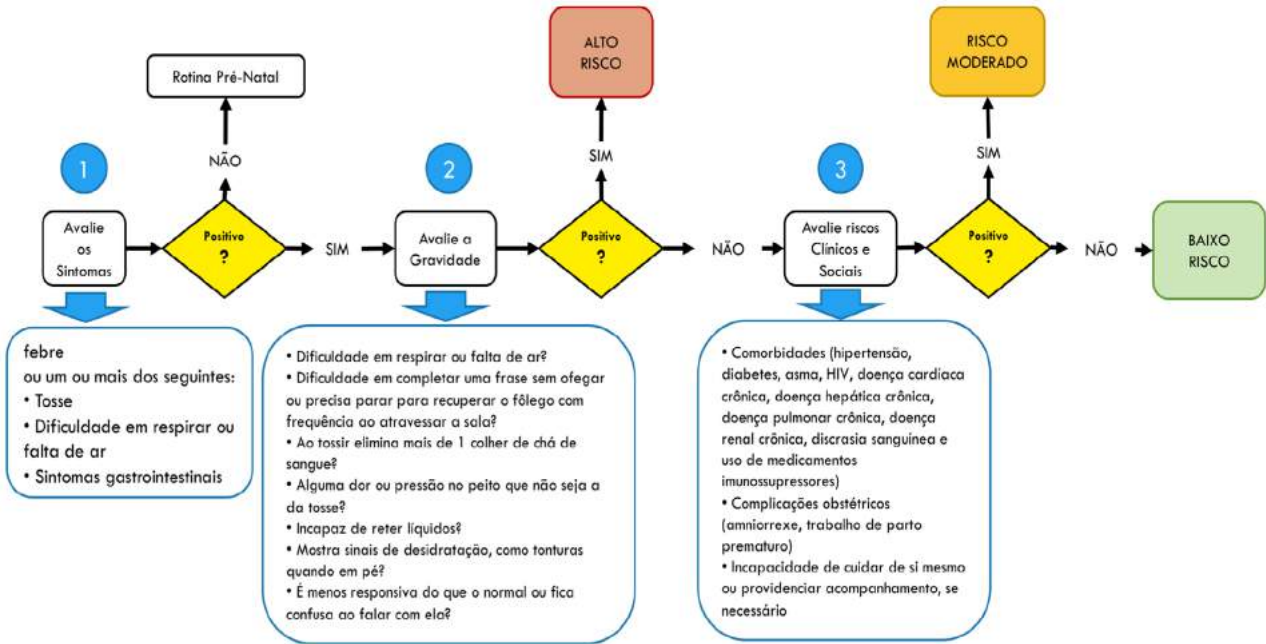 Rotina Pré-Natal
ALTO
RISCO
RISCO
MODERADO
NÃO
SIM
SIM
1
2
3
Avalie
os
Sintomas
Positivo
?
SIM
Avalie a
Gravidade
Positivo
?
NÃO
Avalie riscos
Clínicos e
Sociais
Positivo
?
NÃO
BAIXO
RISCO
febre
ou um ou mais dos seguintes:
• Tosse
• Dificuldade em respirar ou
falta de ar
• Sintomas gastrointestinais
• Dificuldade em respirar ou falta de ar?
• Dificuldade em completar uma frase sem ofegar
ou precisa parar para recuperar o fôlego com
frequência ao atravessar a sala?
• Ao tossir elimina mais de 1 colher de chá de
sangue?
• Alguma dor ou pressão no peito que não seja a
da tosse?
• Incapaz de reter líquidos?
• Mostra sinais de desidratação, como tonturas
quando em pé?
• É menos responsiva do que o normal ou fica
confusa ao falar com ela?
• Comorbidades (hipertensão,
diabetes, asma, HIV, doença cardíaca
crônica, doença hepática crônica,
doença pulmonar crônica, doença
renal crônica, discrasia sanguínea e
uso de medicamentos
imunossupressores)
• Complicações obstétricos
(amniorrexe, trabalho de parto
prematuro)
• Incapacidade de cuidar de si mesmo
ou providenciar acompanhamento, se
necessário